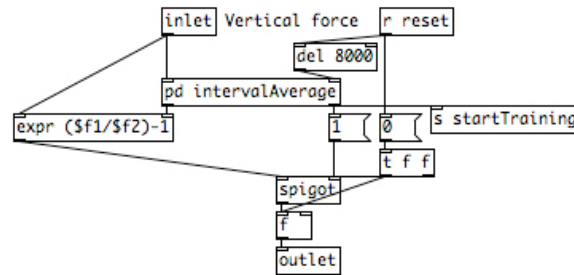 inlet Vertical force r reset
del 8000
pd intervalAverage
s startTraining
expr ($f1/$f2)-1 1 0
t f f
spigot
f
outlet